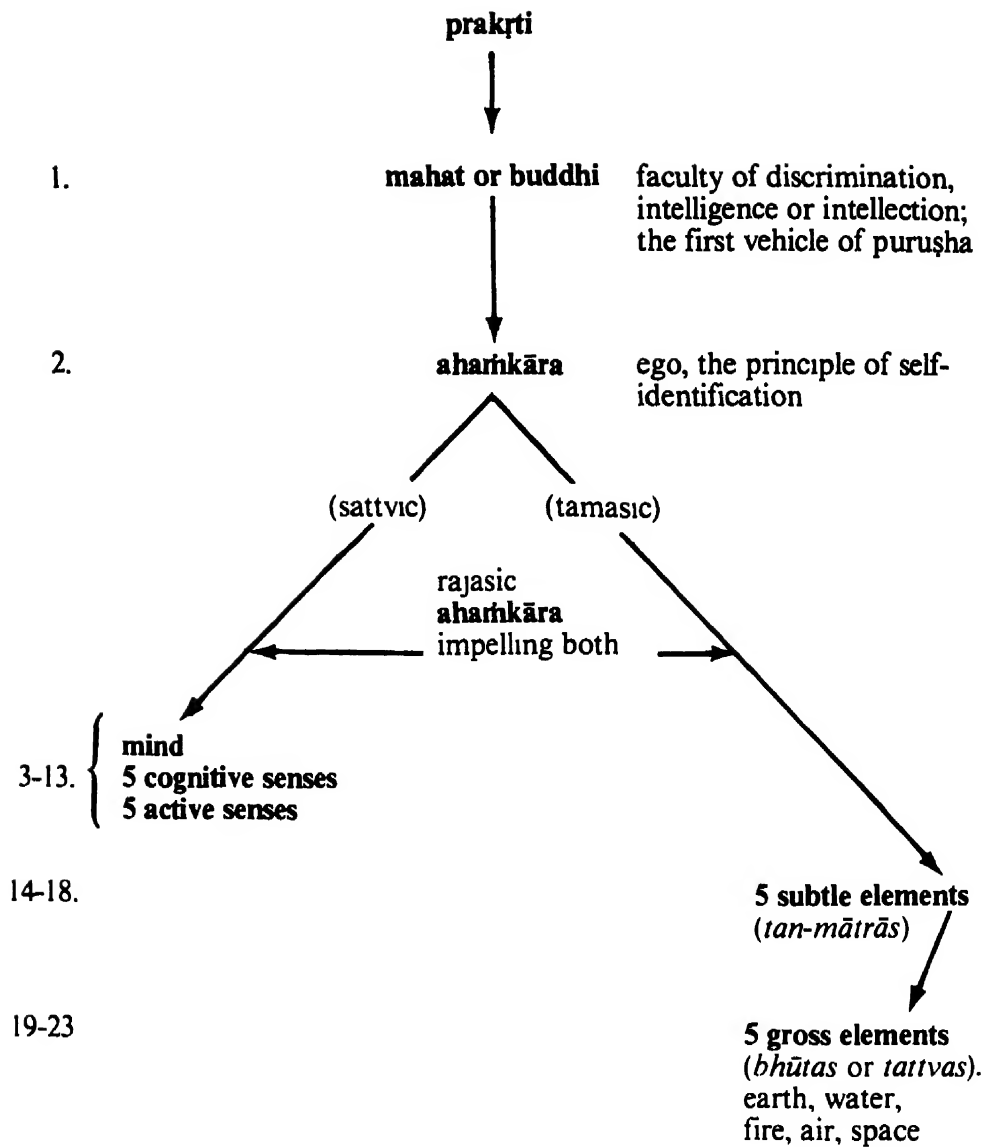 prakṛti
1. mahat or buddhi faculty of discrimination,
intelligence or intellection;
the first vehicle of puruṣha
2. ahaṁkāra ego, the principle of self-
identification
(sattvic) (tamasic)
rajasic
ahaṁkāra
impelling both
mind
3-13. 5 cognitive senses
5 active senses
14-18. 5 subtle elements
(tan-mātrās)
19-23 5 gross elements
(bhūtas or tattvas).
earth, water,
fire, air, space